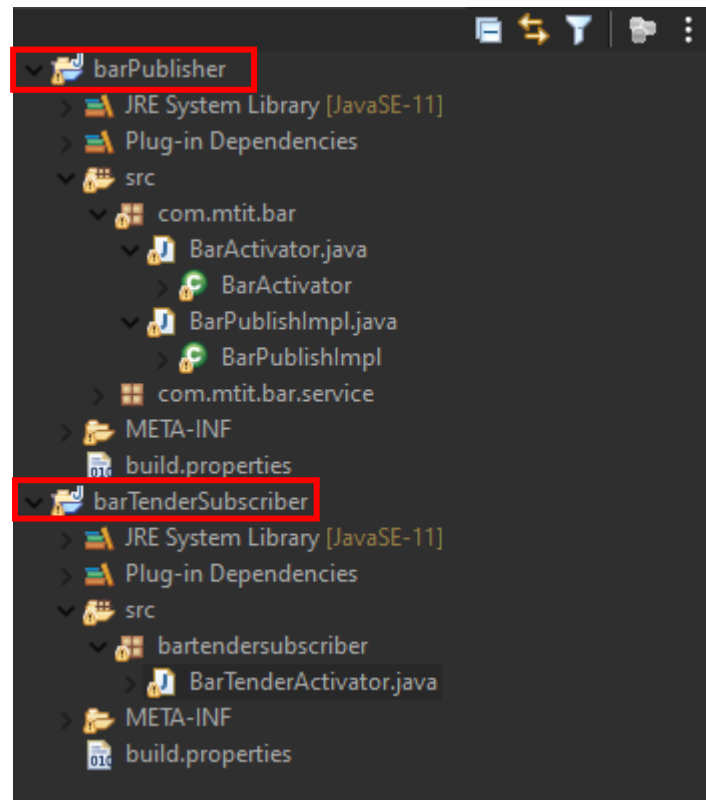 barPublisher
JRE System Library [JavaSE-11]
Plug-in Dependencies
src
com.mtit.bar
BarActivator.java
BarActivator
BarPublishImpl.java
BarPublishImpl
com.mtit.bar.service
META-INF
build.properties
barTenderSubscriber
JRE System Library [JavaSE-11]
Plug-in Dependencies
src
bartendersubscriber
BarTenderActivator.java
META-INF
build.properties